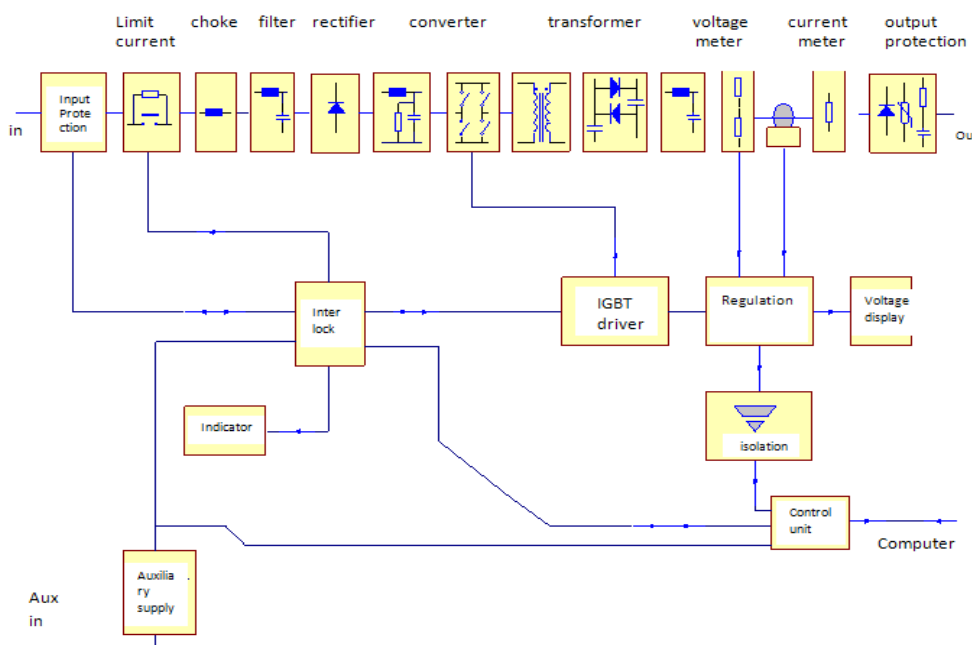 Limit
current
choke
filter
rectifier
converter
transformer
voltage
meter
current
meter
output
protection
Input
Prote
ction
in
Ou
Inter
lock
IGBT
driver
Regulation
Voltage
display
Indicator
isolation
Control
unit
Computer
Auxilia .
ry
supply
Aux
in